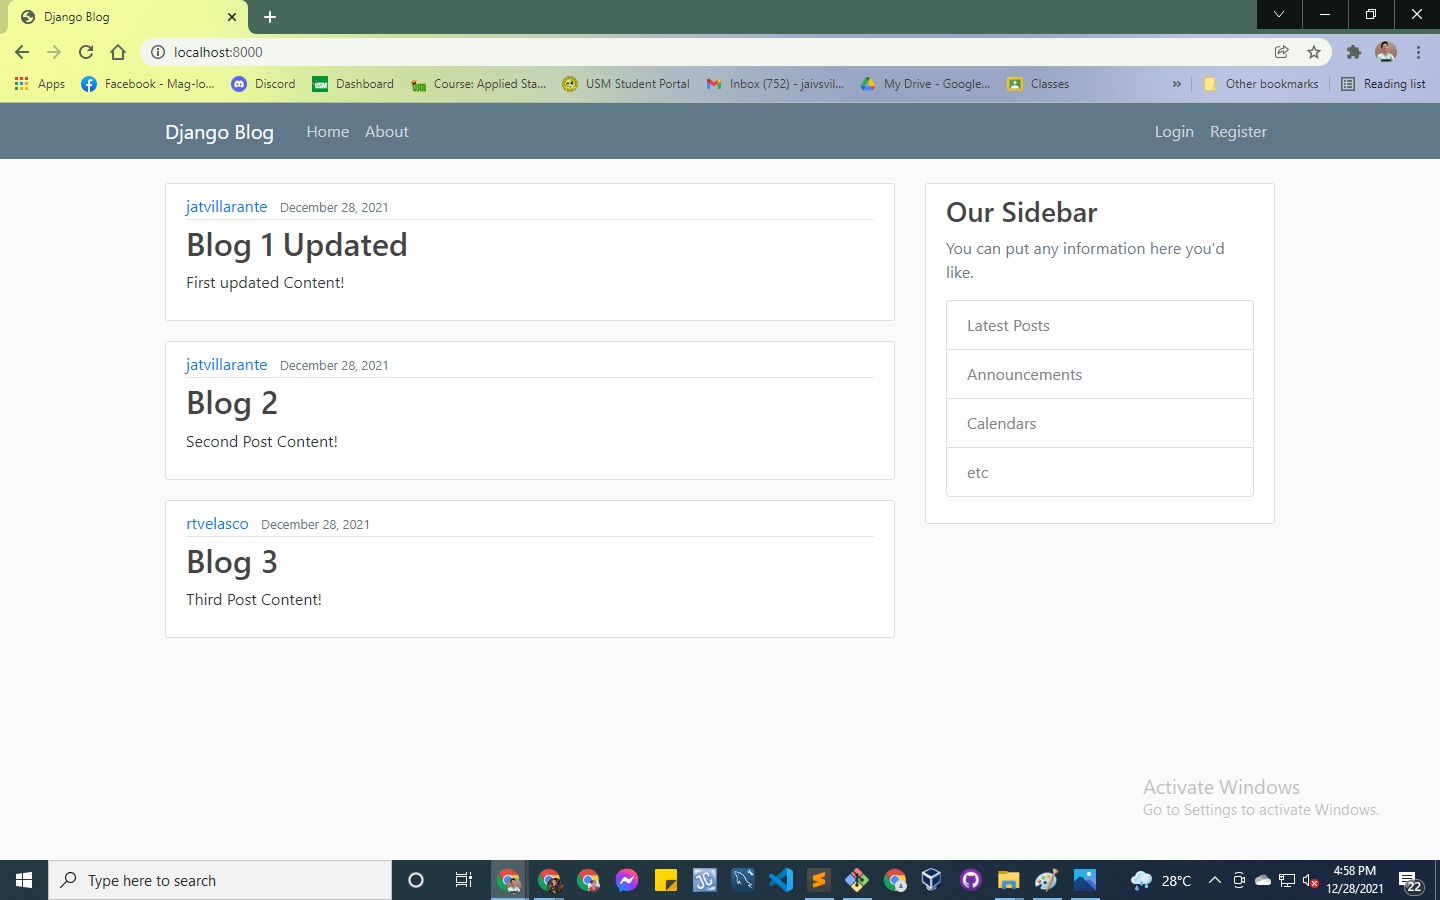 Django Blog
localhost:8000
Apps Facebook - Mag-lo... Discord Dashboard Course: Applied Sta... USM Student Portal Inbox (752) - jaivsvil... My Drive - Google... Classes » Other bookmarks Reading list
Django Blog Home About Login Register
jatvillarante December 28, 2021
Blog 1 Updated
First updated Content!
jatvillarante December 28, 2021
Blog 2
Second Post Content!
rtvelasco December 28, 2021
Blog 3
Third Post Content!
Our Sidebar
You can put any information here you'd
like.
Latest Posts
Announcements
Calendars
etc
Activate Windows
Go to Settings to activate Windows.
Type here to search
28°C
4:58 PM
12/28/2021
22